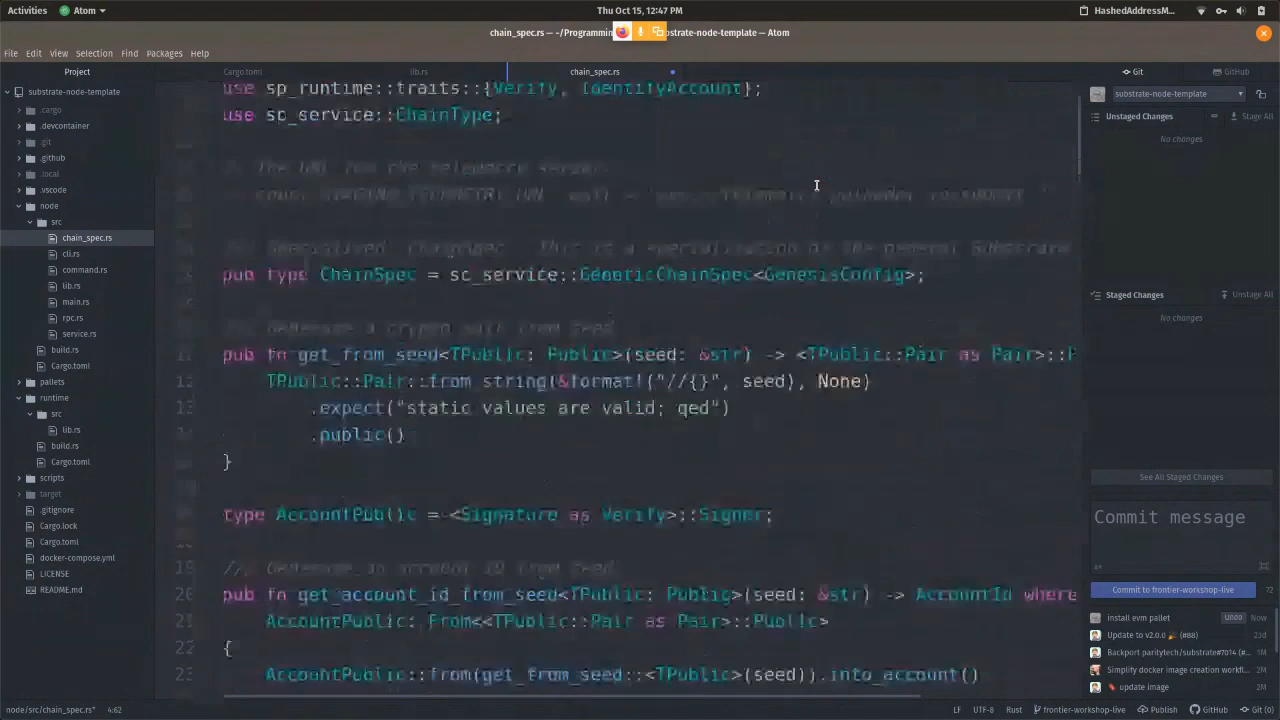 Activities Atom Thu Oct 15, 12:47 PM HashedAddressM...
chain_spec.rs — ~/Programmin strate-node-template — Atom
File Edit View Selection Find Packages Help
Project Cargo.toml lib.rs chain_spec.rs Git GitHub
substrate-node-template
.cargo
.devcontainer
.git
.github
.local
.vscode
node
src
chain_spec.rs
cli.rs
command.rs
lib.rs
main.rs
rpc.rs
service.rs
build.rs
Cargo.toml
pallets
runtime
src
lib.rs
build.rs
Cargo.toml
scripts
target
.gitignore
Cargo.lock
Cargo.toml
docker-compose.yml
LICENSE
README.md
use sp_runtime::traits::{Verify, IdentifyAccount};
use sc_service::ChainType;
pub type ChainSpec = sc_service::GenericChainSpec<GenesisConfig>;
pub fn get_from_seed<TPublic: Public>(seed: &str) -> <TPublic::Pair as Pair>::P
TPublic::Pair::from_string(&format!("//{}", seed), None)
13 .expect("static values are valid; qed")
.public()
}
type AccountPublic = <Signature as Verify>::Signer;
19
20 pub fn get_account_id_from_seed<TPublic: Public>(seed: &str) -> AccountId where
21 AccountPublic: From<<TPublic::Pair as Pair>::Public>
22 {
23 AccountPublic::from(get_from_seed::<TPublic>(seed)).into_account()
substrate-node-template
Unstaged Changes Stage All
No changes
Staged Changes Unstage All
No changes
See All Staged Changes
Commit message
Commit to frontier-workshop-live 72
install evm pallet Undo Now
Update to v2.0.0 🎉 (#88) 23d
Backport paritytech/substrate#7014 (#... 1M
Simplify docker image creation workfl... 2M
🔖 update image 2M
node/src/chain_spec.rs* 4:62 LF UTF-8 Rust frontier-workshop-live Publish GitHub Git (0)